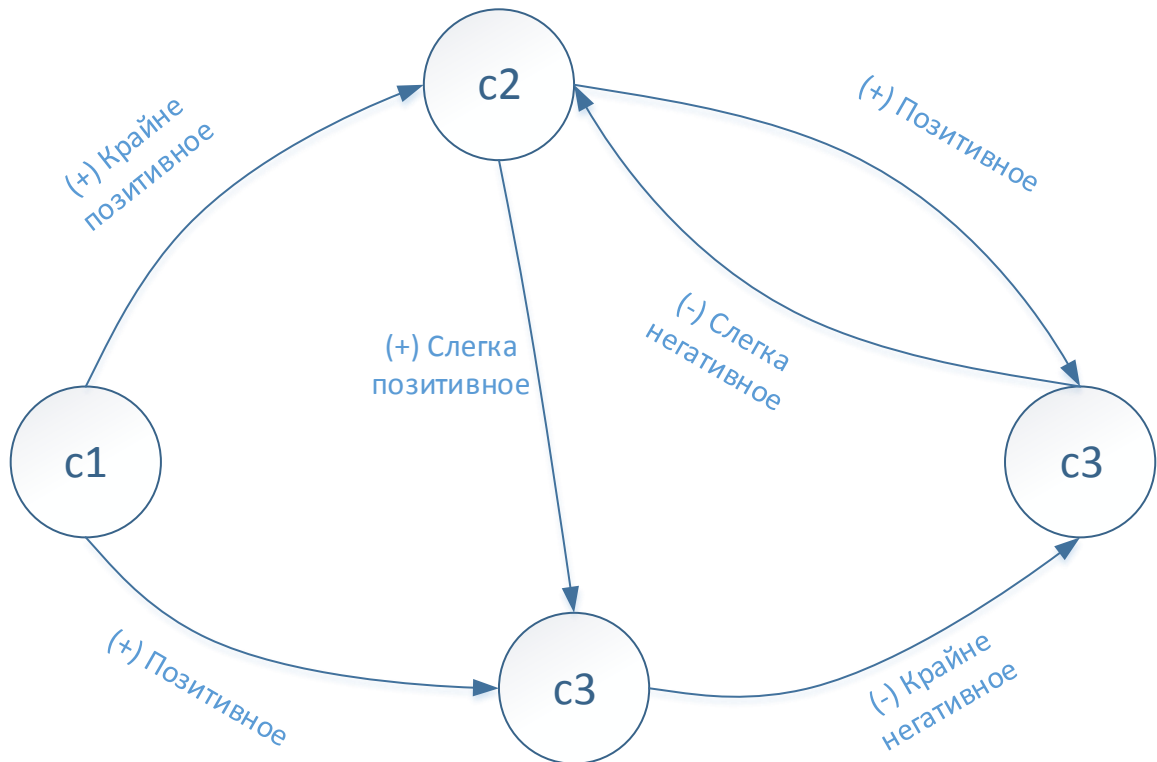 c2
(+) Крайне
позитивное
(+) Позитивное
(-) Слегка
негативное
(+) Слегка
позитивное
c1
c3
(+) Позитивное
c3
(-) Крайне
негативное